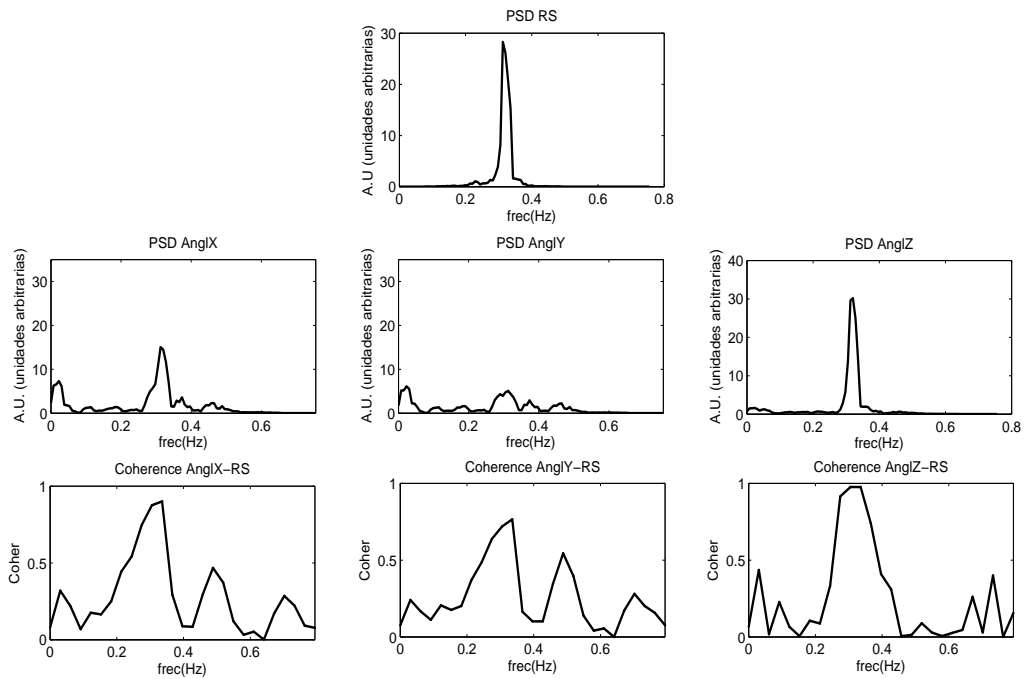 PSD RS
A.U (unidades arbitrarias)
30
20
10
0
0 0.2 0.4 0.6 0.8
frec(Hz)
PSD AnglX
A.U. (unidades arbitrarias)
30
20
10
0
0 0.2 0.4 0.6
frec(Hz)
PSD AnglY
A.U. (unidades arbitrarias)
30
20
10
0
0 0.2 0.4 0.6
frec(Hz)
PSD AnglZ
A.U. (unidades arbitrarias)
40
30
20
10
0
0 0.2 0.4 0.6 0.8
frec(Hz)
Coherence AnglX−RS
Coher
1
0.5
0
0 0.2 0.4 0.6
frec(Hz)
Coherence AnglY−RS
Coher
1
0.5
0
0 0.2 0.4 0.6
frec(Hz)
Coherence AnglZ−RS
Coher
1
0.5
0
0 0.2 0.4 0.6
frec(Hz)